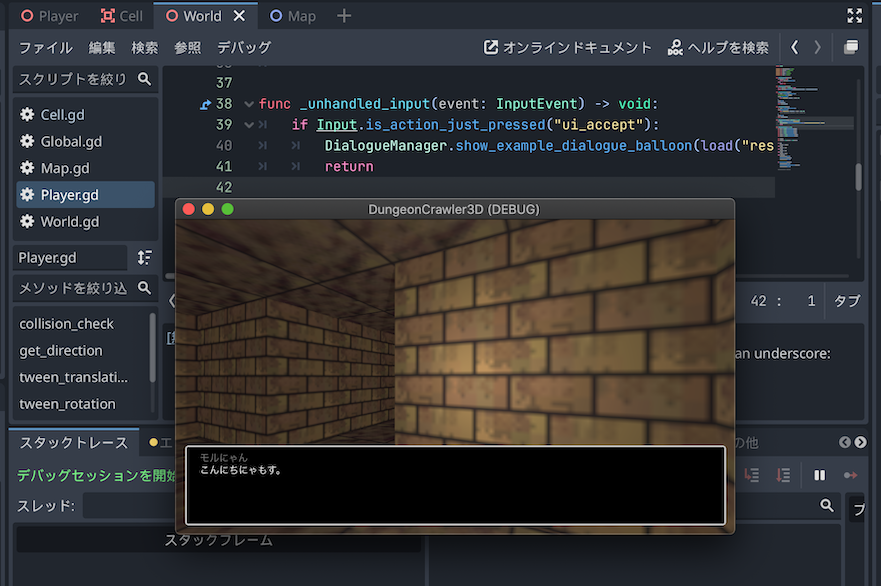 Player Cell World Map
ファイル 編集 検索 参照 デバッグ オンラインドキュメント ヘルプを検索
スクリプトを絞り
Cell.gd
Global.gd
Map.gd
Player.gd
World.gd
Player.gd
メソッドを絞り込
collision_check
get_direction
tween_translati...
tween_rotation
37
38 func _unhandled_input(event: InputEvent) -> void:
39 if Input.is_action_just_pressed("ui_accept"):
40 DialogueManager.show_example_dialogue_balloon(load("res
41 return
42
42 : 1 タブ
an underscore:
DungeonCrawler3D (DEBUG)
モルにゃん
こんにちにゃもす。
スタックトレース エ の他
デバッグセッションを開始
スレッド:
スタックフレーム
ブ